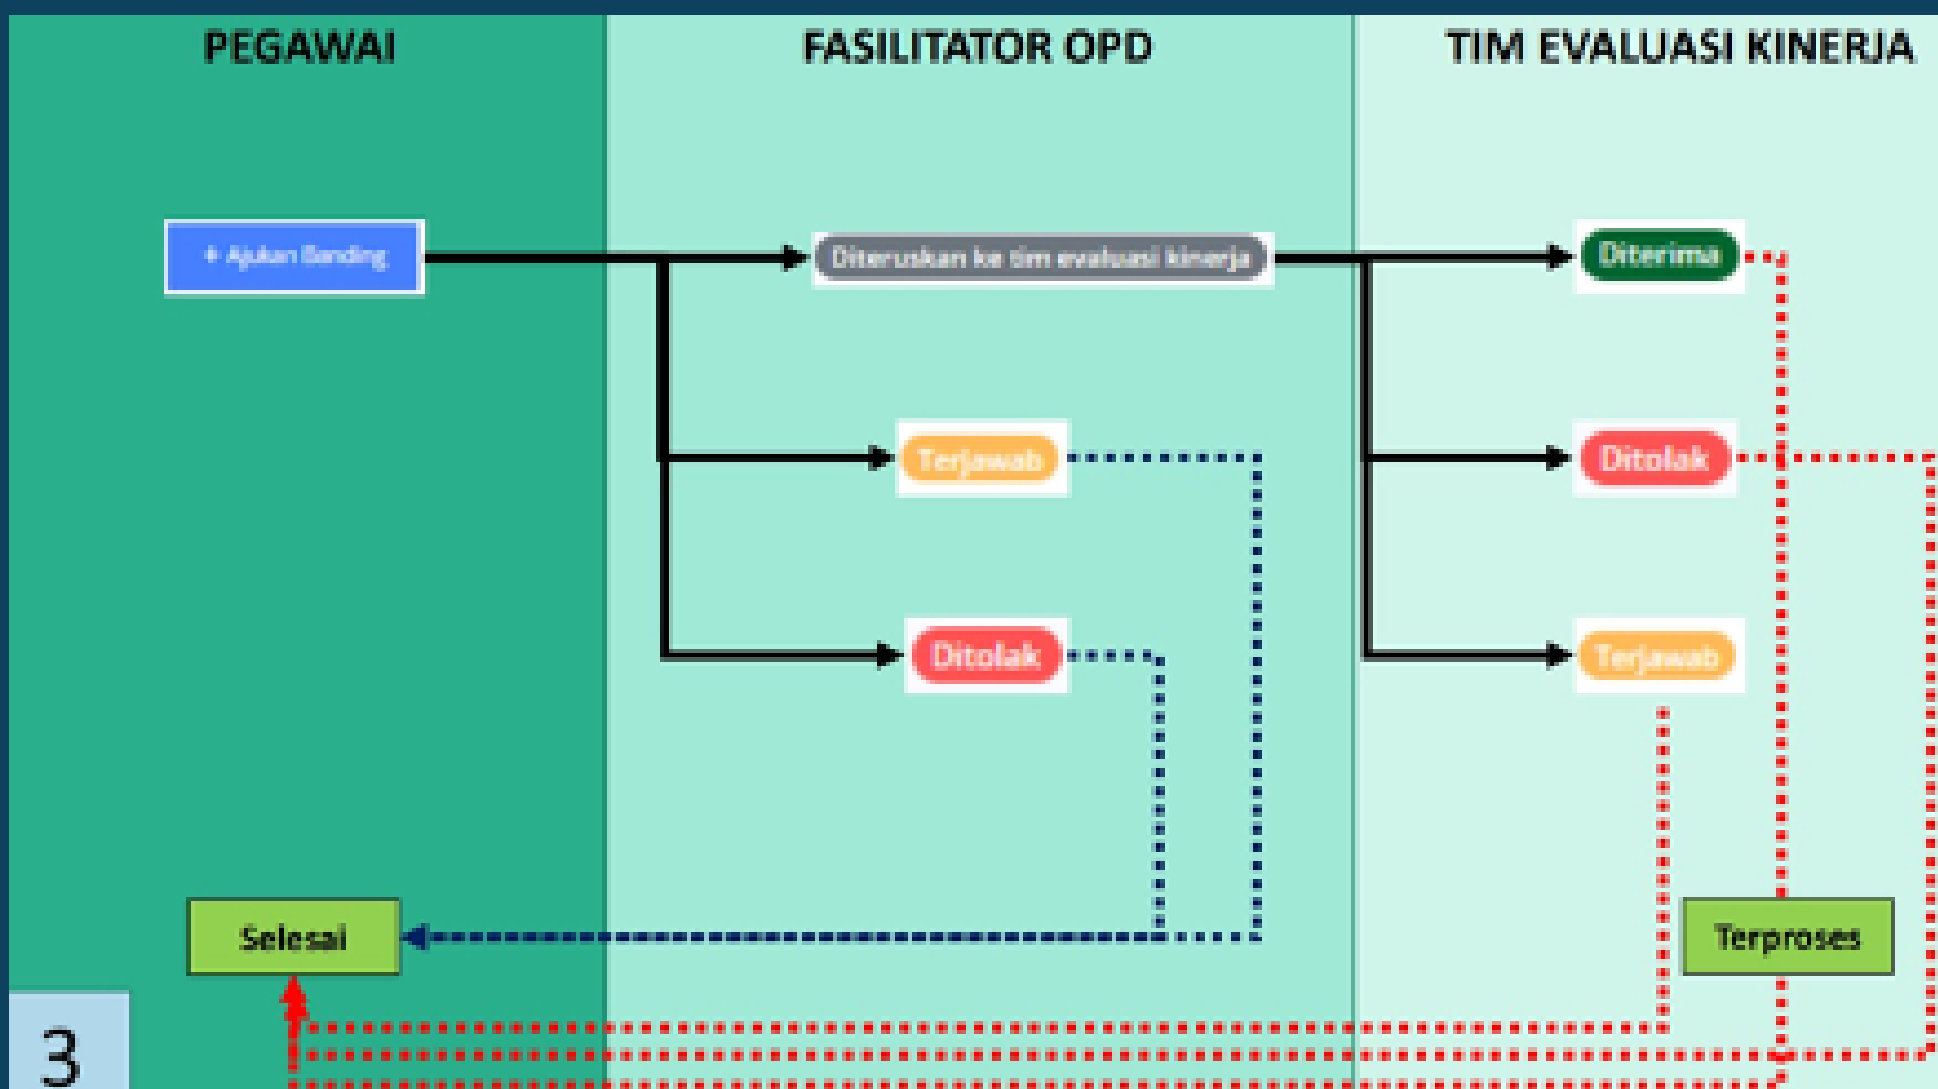 PEGAWAI
FASILITATOR OPD
TIM EVALUASI KINERJA
+ Ajukan Banding
Diteruskan ke tim evaluasi kinerja
Diterima
Terjawab
Ditolak
Ditolak
Terjawab
Selesai
Terproses
3